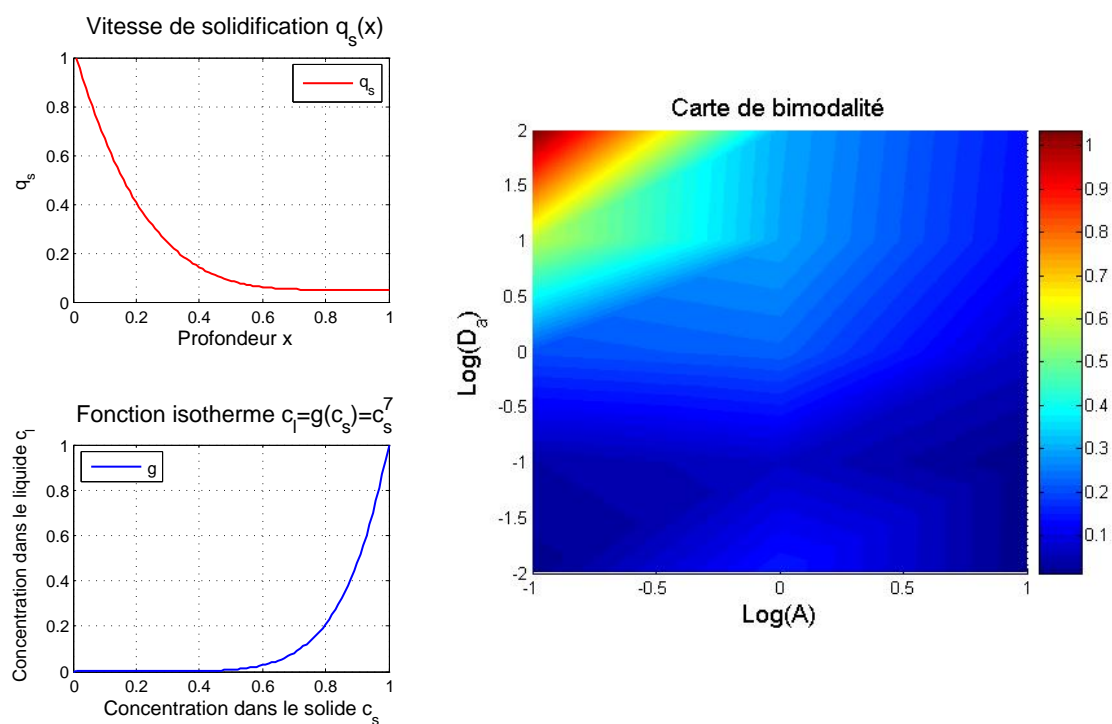 Vitesse de solidification q_s(x)
1
0.8
0.6
0.4
0.2
0
q_s
q_s
0 0.2 0.4 0.6 0.8 1
Profondeur x
Fonction isotherme c_l=g(c_s)=c_s^7
1
0.8
0.6
0.4
0.2
0
Concentration dans le liquide c_l
g
0 0.2 0.4 0.6 0.8 1
Concentration dans le solide c_s
Carte de bimodalité
2
1.5
1
0.5
0
-0.5
-1
-1.5
-2
Log(D_a)
-1 -0.5 0 0.5 1
Log(A)
1
0.9
0.8
0.7
0.6
0.5
0.4
0.3
0.2
0.1